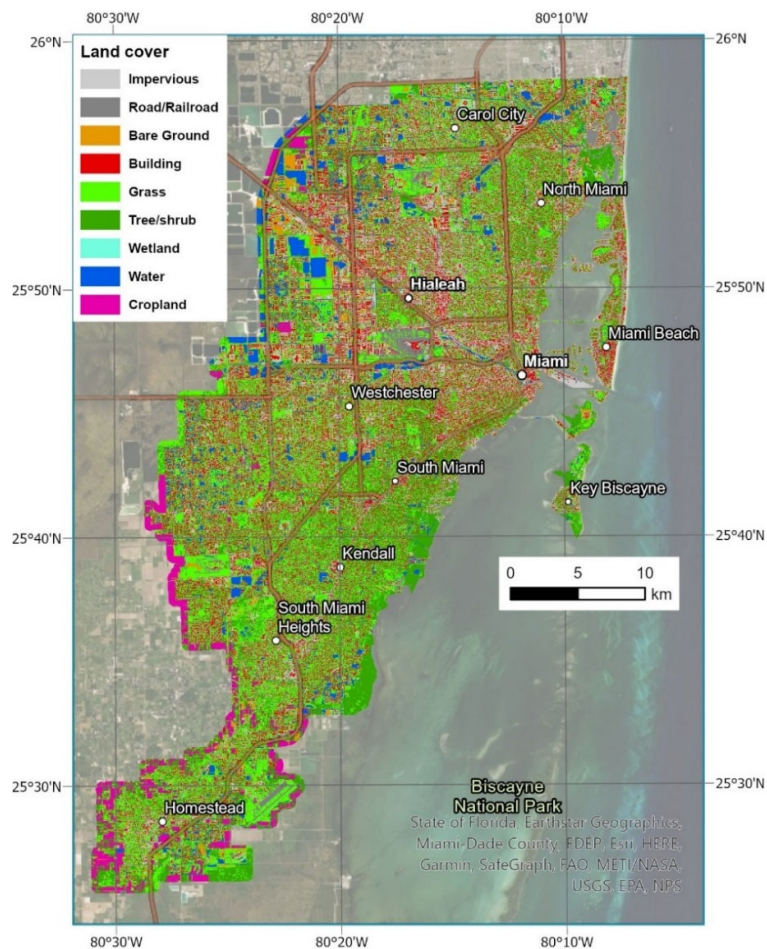 80°30'W
80°20'W
80°10'W
26°N
26°N
Land cover
Impervious
Road/Railroad
Bare Ground
Building
Grass
Tree/shrub
Wetland
Water
Cropland
Carol City
North Miami
25°50'N
25°50'N
Hialeah
Miami Beach
Miami
Westchester
South Miami
Key Biscayne
25°40'N
25°40'N
Kendall
0 5 10
km
South Miami
Heights
25°30'N
25°30'N
Biscayne
National Park
Homestead
State of Florida, Earthstar Geographics,
Miami-Dade County, FDEP, Esri, HERE,
Garmin, SafeGraph, FAO, METI/NASA,
USGS, EPA, NPS
80°30'W
80°20'W
80°10'W